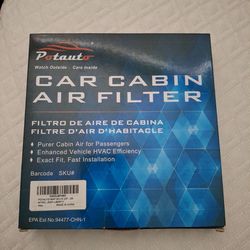 Potauto
Watch Outside · Care Inside
CAR CABIN
AIR FILTER
FILTRO DE AIRE DE CABINA
FILTRE D'AIR D'HABITACLE
Purer Cabin Air for Passengers
Enhanced Vehicle HVAC Efficiency
Exact Fit, Fast Installation
Barcode SKU#
EPA Est No 94477-CHN-1